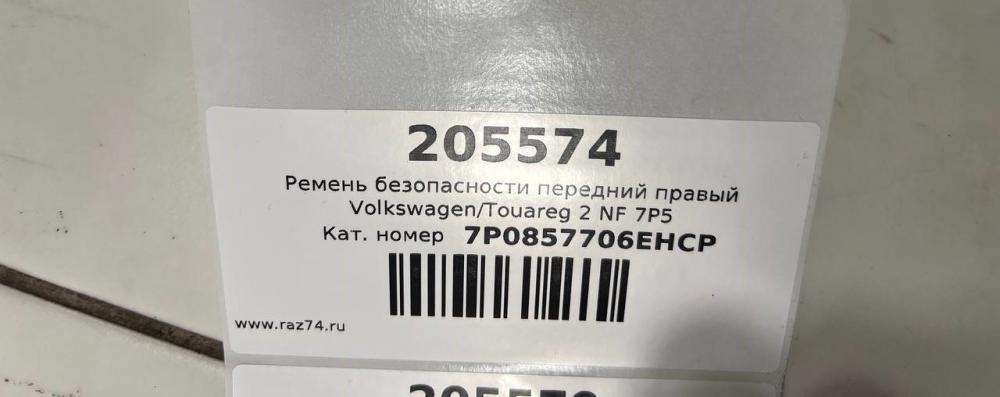 205574
Ремень безопасности передний правый
Volkswagen/Touareg 2 NF 7P5
Кат. номер 7P0857706EHCP
www.raz74.ru